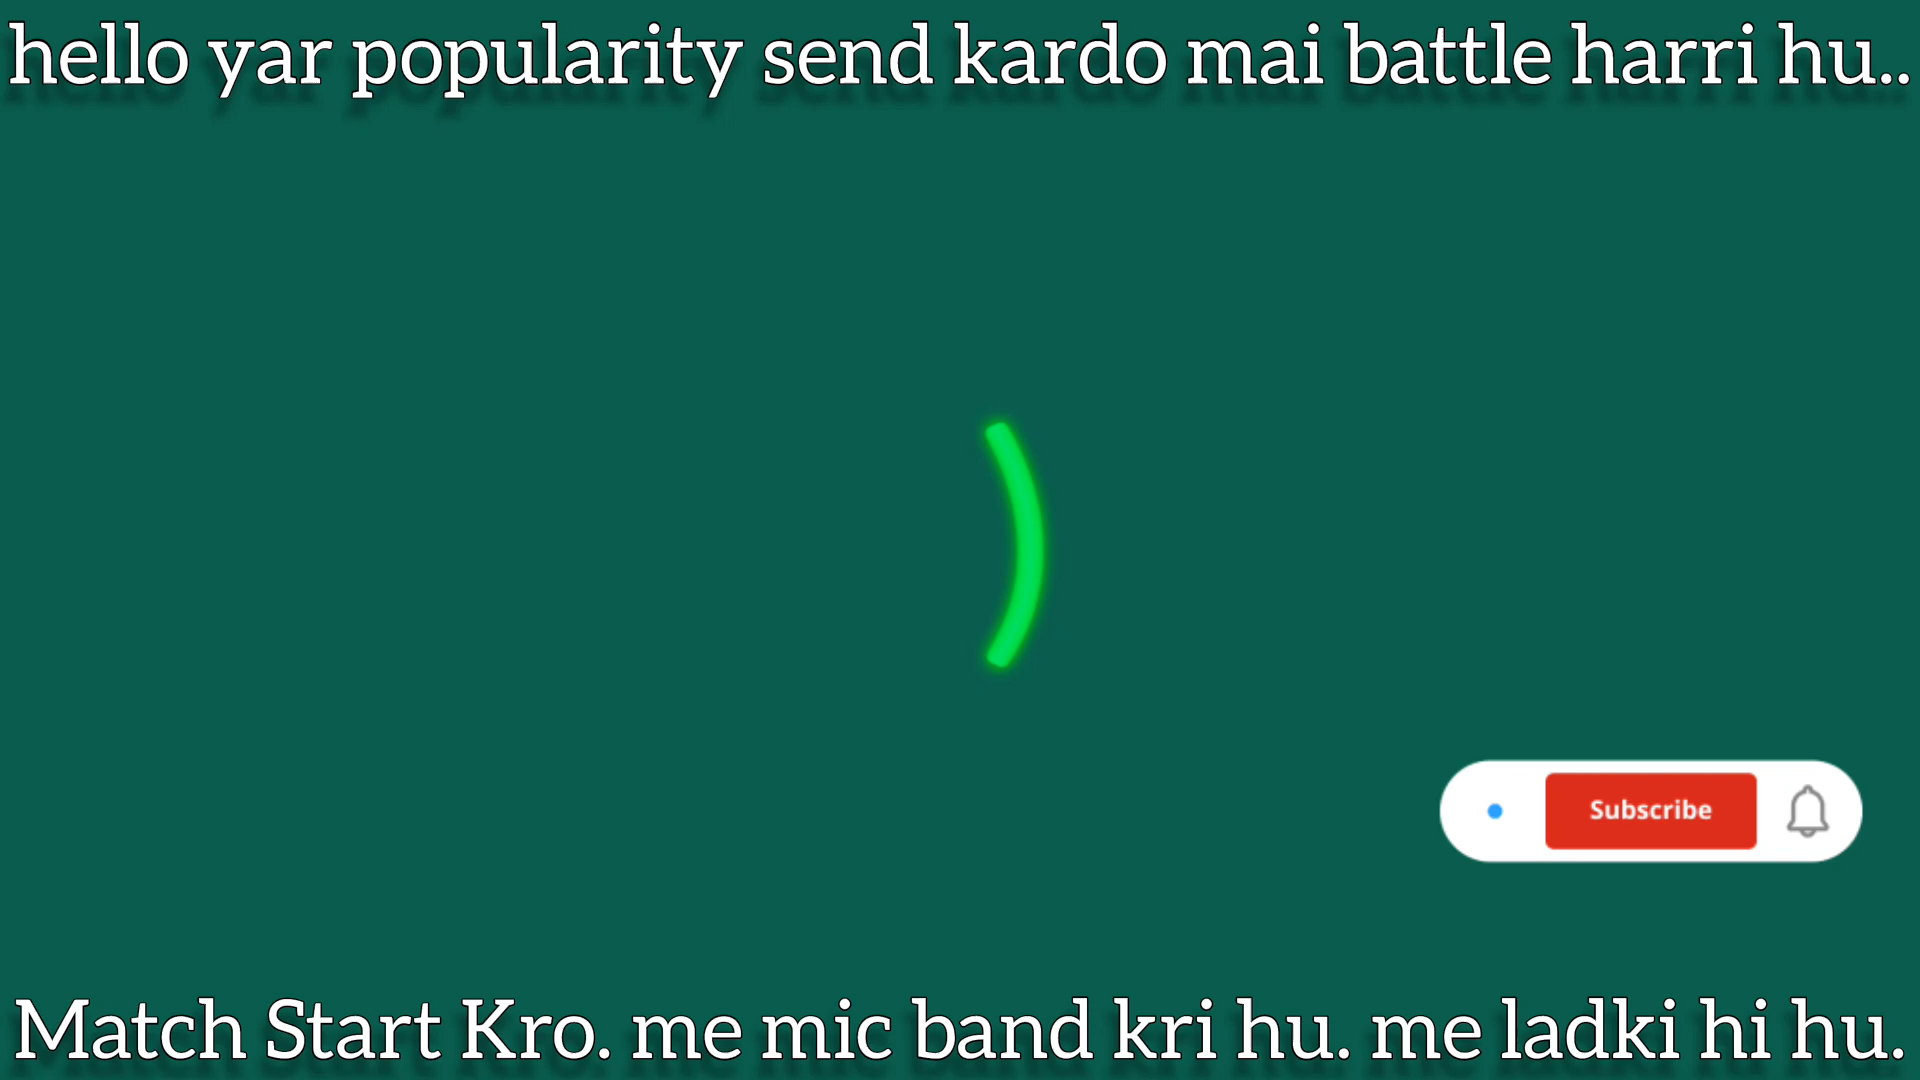 hello yar popularity send kardo mai battle harri hu..
Subscribe
Match Start Kro. me mic band kri hu. me ladki hi hu.